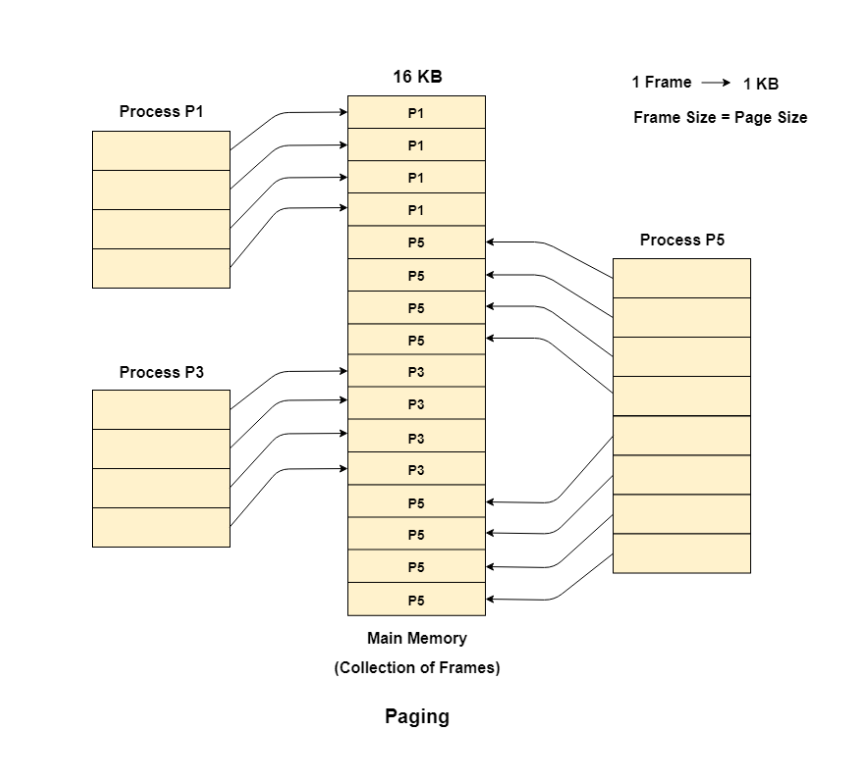 16 KB
1 Frame → 1 KB
Frame Size = Page Size
Process P1
P1
P1
P1
P1
P5
P5
P5
P5
P3
P3
P3
P3
P5
P5
P5
P5
Process P5
Process P3
Main Memory
(Collection of Frames)
Paging